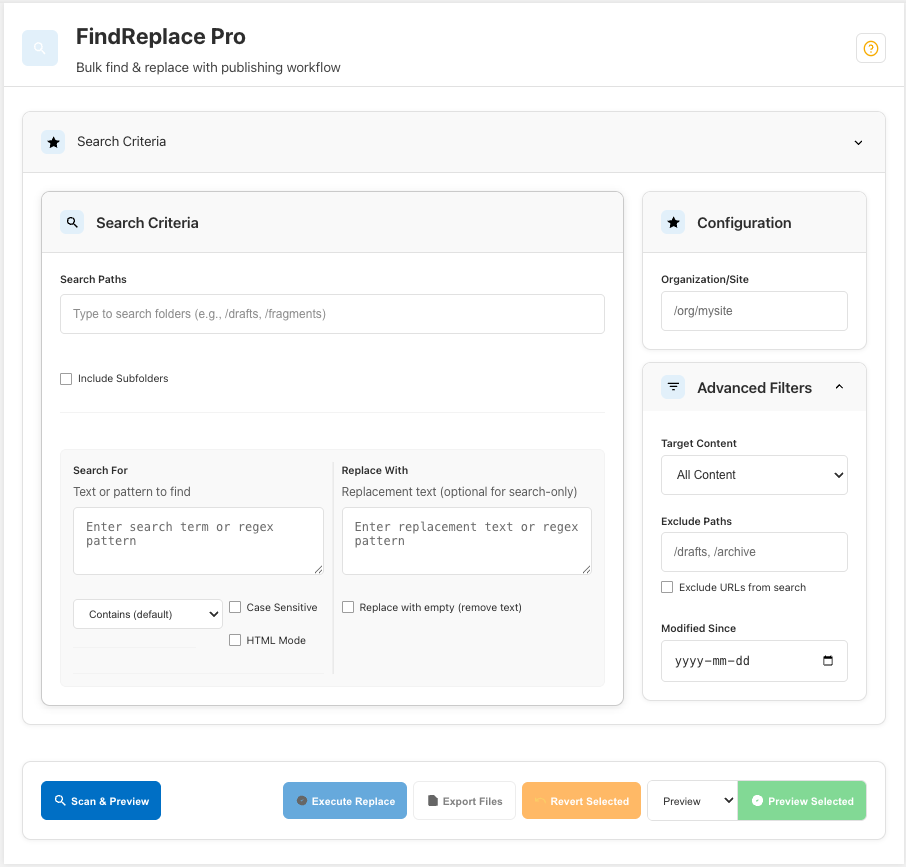 FindReplace Pro
Bulk find & replace with publishing workflow
Search Criteria
Search Criteria
Search Paths
Type to search folders (e.g., /drafts, /fragments)
Include Subfolders
Search For
Text or pattern to find
Enter search term or regex
pattern
Contains (default)
Case Sensitive
HTML Mode
Replace With
Replacement text (optional for search-only)
Enter replacement text or regex
pattern
Replace with empty (remove text)
Configuration
Organization/Site
/org/mysite
Advanced Filters
Target Content
All Content
Exclude Paths
/drafts, /archive
Exclude URLs from search
Modified Since
yyyy-mm-dd
Scan & Preview
Execute Replace
Export Files
Revert Selected
Preview
Preview Selected